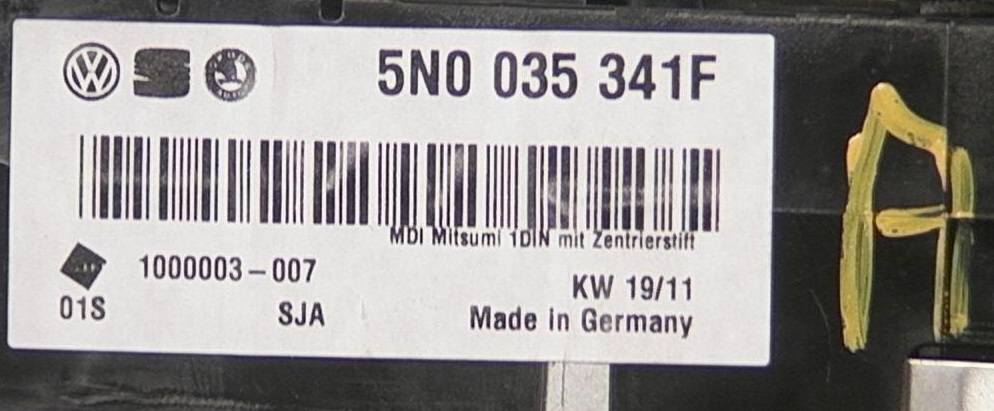 5N0 035 341F
MDI Mitsumi 1DIN mit Zentrierstift
1000003-007
KW 19/11
01S SJA Made in Germany
A